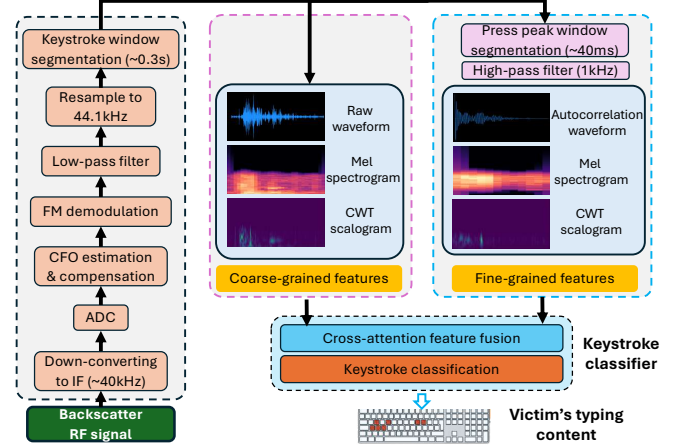 Keystroke window
segmentation (~0.3s)
Resample to
44.1kHz
Low-pass filter
FM demodulation
CFO estimation
& compensation
ADC
Down-converting
to IF (~40kHz)
Backscatter
RF signal
Raw
waveform
Mel
spectrogram
CWT
scalogram
Coarse-grained features
Press peak window
segmentation (~40ms)
High-pass filter (1kHz)
Autocorrelation
waveform
Mel
spectrogram
CWT
scalogram
Fine-grained features
Cross-attention feature fusion
Keystroke classification
Keystroke
classifier
Victim's typing
content